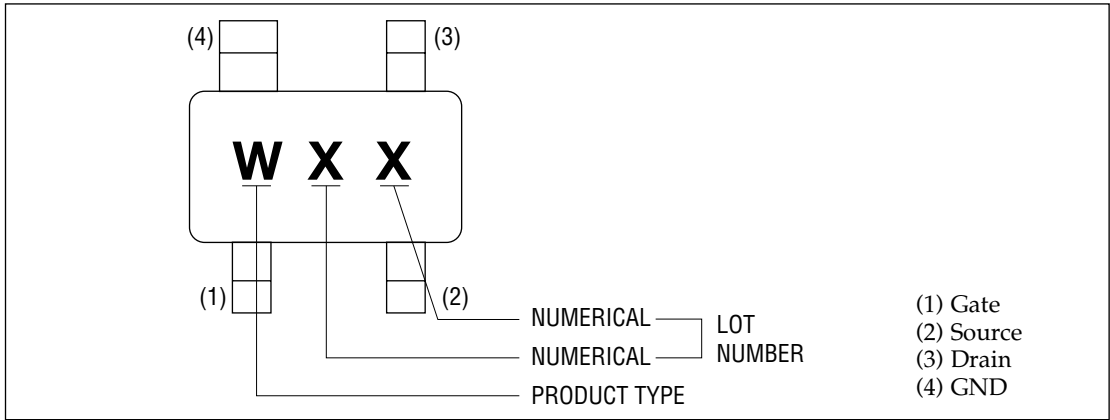 (4) (3)
W X X
(1) (2)
NUMERICAL
NUMERICAL
PRODUCT TYPE
LOT
NUMBER
(1) Gate
(2) Source
(3) Drain
(4) GND